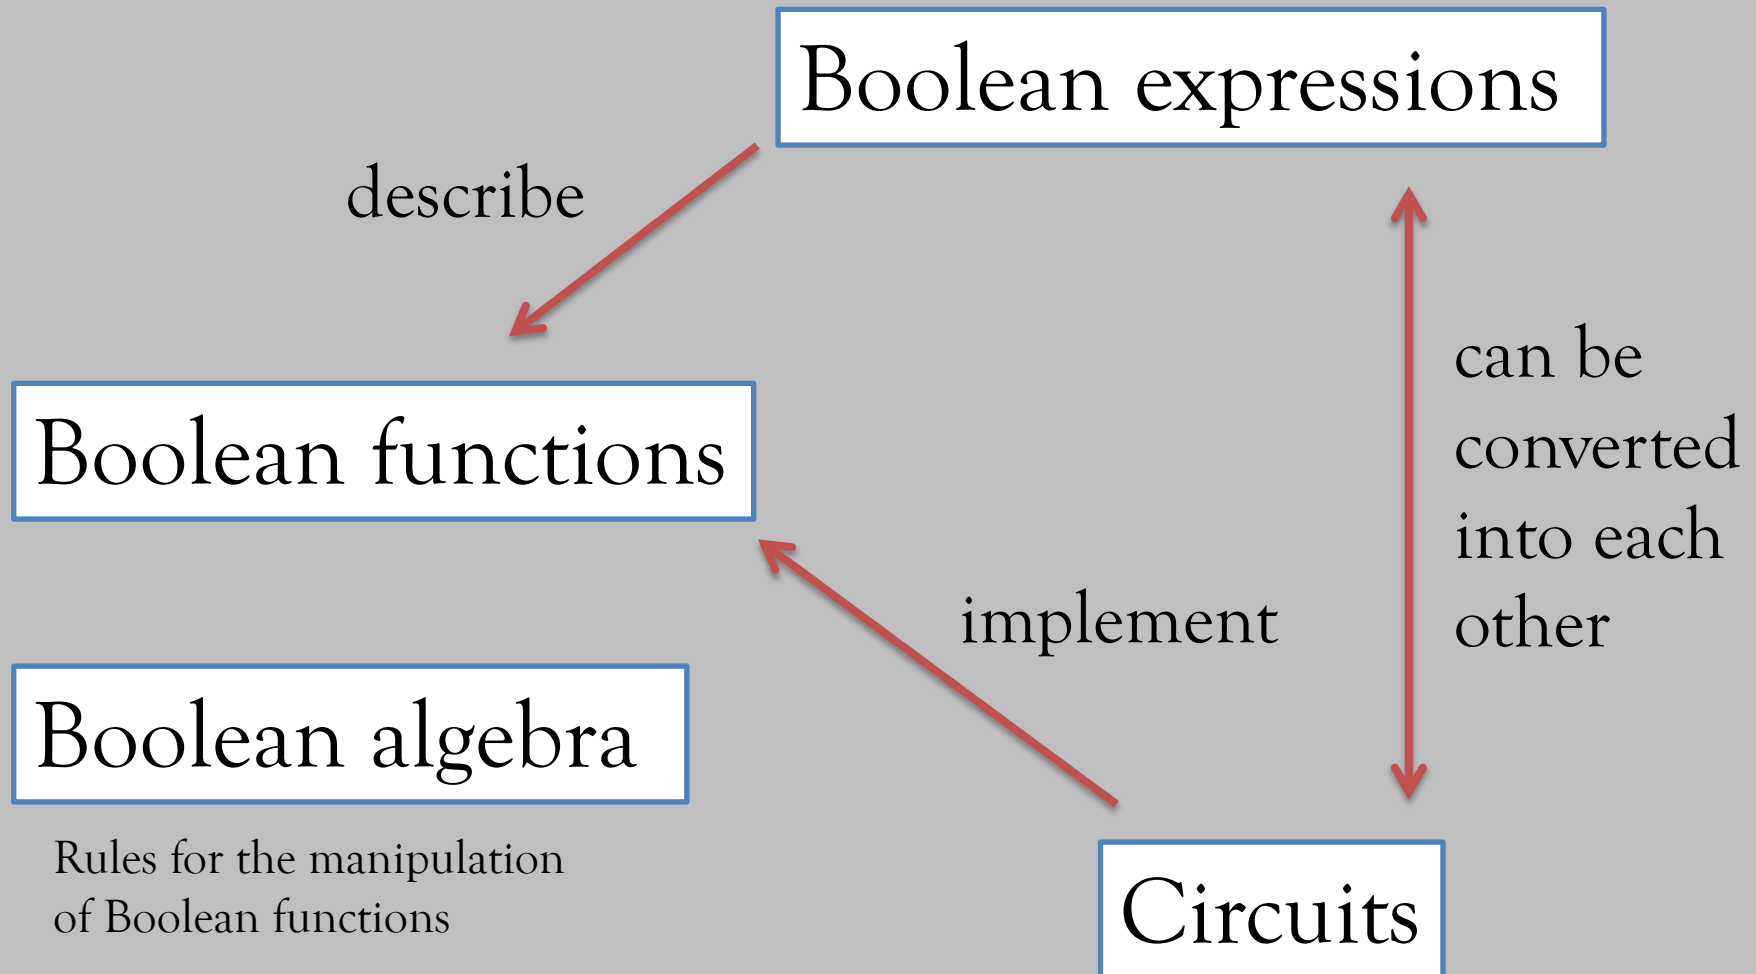 Boolean expressions
describe
Boolean functions
can be
converted
into each
other
implement
Boolean algebra
Rules for the manipulation
of Boolean functions
Circuits